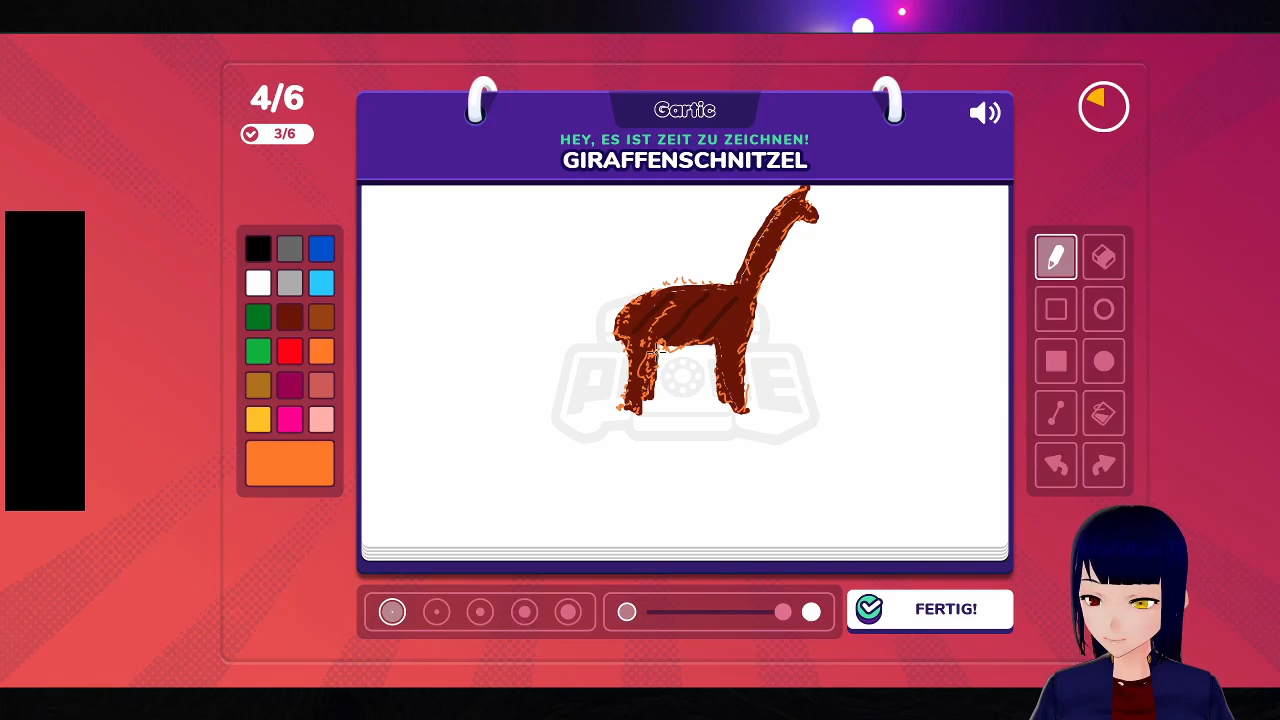 4/6
3/6
Gartic
HEY, ES IST ZEIT ZU ZEICHNEN!
GIRAFFENSCHNITZEL
FERTIG!